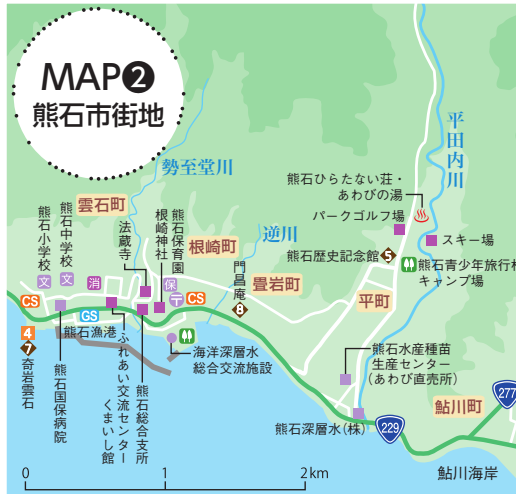 MAP❷
熊石市街地
平田内川
勢至堂川
熊石ひらたない荘・
あわびの湯
パークゴルフ場
スキー場
雲石町
熊石小学校
熊石中学校
文
文
消
法蔵寺
根崎神社
熊石保育園
保
〒
根崎町
逆川
門昌庵
8
畳岩町
熊石歴史記念館
5
熊石青少年旅行村
キャンプ場
平町
CS
CS
GS
4
7
奇岩雲石
熊石漁港
熊石国保病院
ふれあい交流センター
くまいし館
熊石総合支所
海洋深層水
総合交流施設
熊石水産種苗
生産センター
(あわび直売所)
熊石深層水(株)
229
277
鮎川町
鮎川海岸
0
1
2km